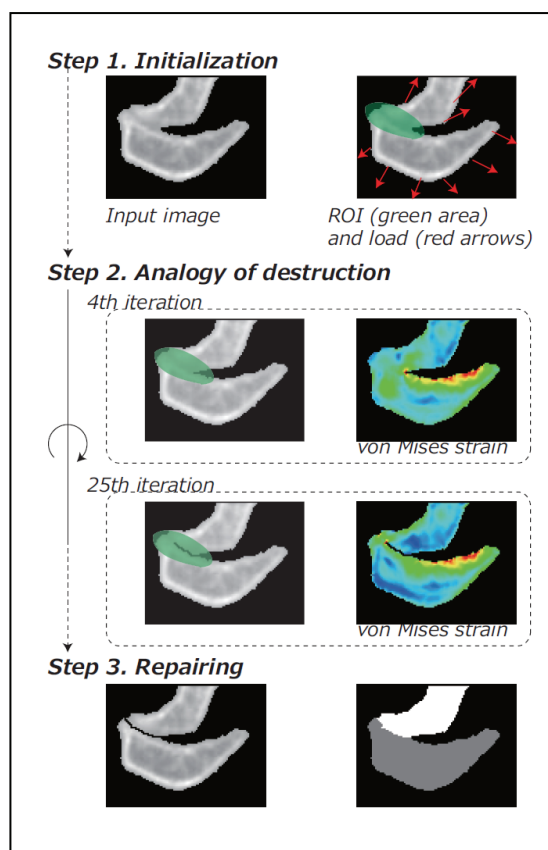 Step 1. Initialization
Input image
ROI (green area)
and load (red arrows)
Step 2. Analogy of destruction
4th iteration
von Mises strain
25th iteration
von Mises strain
Step 3. Repairing